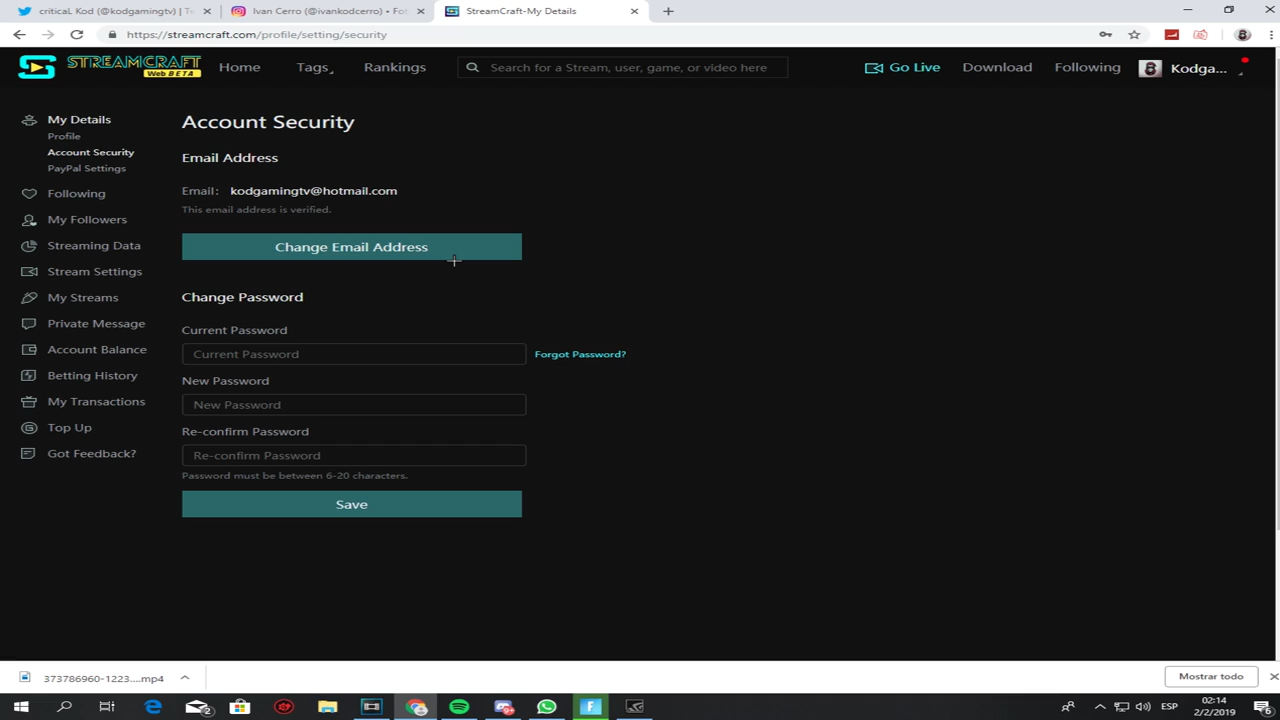 criticaL Kod (@kodgamingtv) | T
Ivan Cerro (@ivankodcerro) • Fo
StreamCraft-My Details
https://streamcraft.com/profile/setting/security
STREAMCRAFT
Web BETA
Home
Tags
Rankings
Search for a Stream, user, game, or video here
Go Live
Download
Following
Kodga...
My Details
Profile
Account Security
PayPal Settings
Following
My Followers
Streaming Data
Stream Settings
My Streams
Private Message
Account Balance
Betting History
My Transactions
Top Up
Got Feedback?
Account Security
Email Address
Email: kodgamingtv@hotmail.com
This email address is verified.
Change Email Address
Change Password
Current Password
Current Password
Forgot Password?
New Password
New Password
Re-confirm Password
Re-confirm Password
Password must be between 6-20 characters.
Save
373786960-1223....mp4
Mostrar todo
2
ESP
02:14
2/2/2019
6